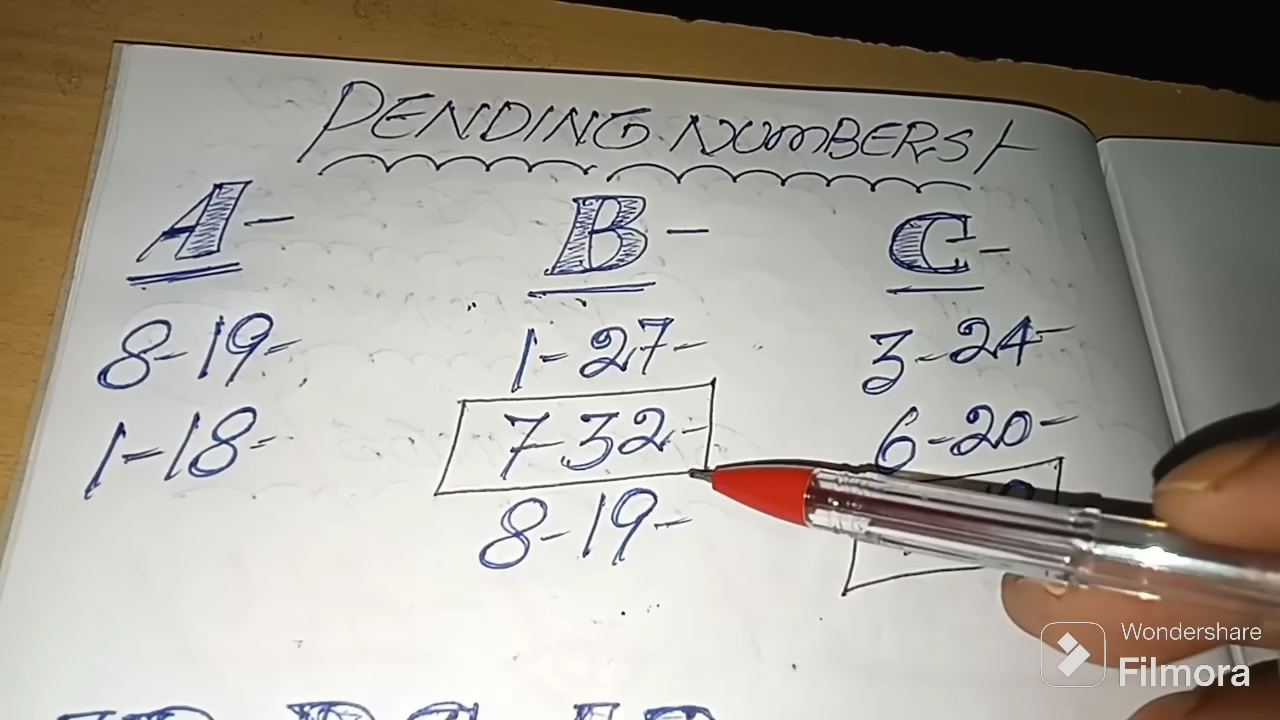 PENDING NUMBERS:-
A- B- C-
8-19- 1-27- 3-24-
1-18- 7-32- 6-20-
8-19-
Wondershare
Filmora